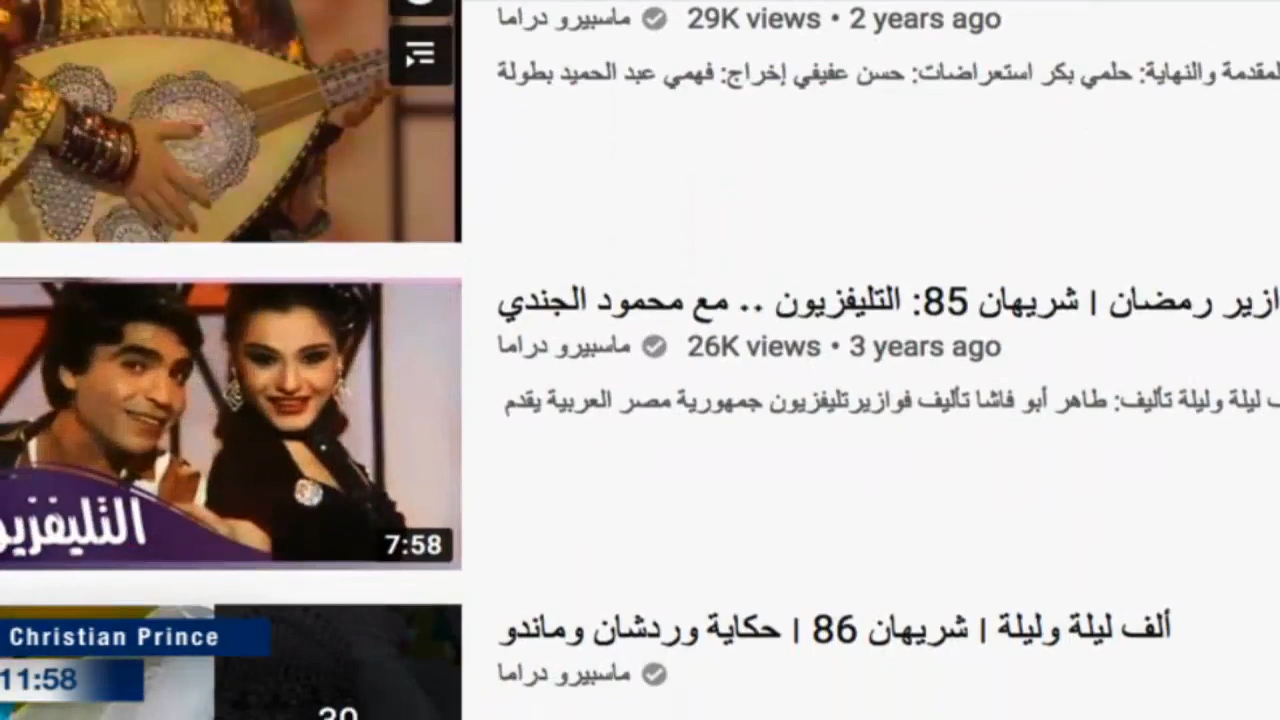 ماسبيرو دراما 29K views • 2 years ago
المقدمة والنهاية: حلمي بكر استعراضات: حسن عفيفي إخراج: فهمي عبد الحميد بطولة
ازير رمضان | شريهان 85: التليفزيون .. مع محمود الجندي
ماسبيرو دراما 26K views • 3 years ago
ليلة وليلة تأليف: طاهر أبو فاشا تأليف فوازيرتليفزيون جمهورية مصر العربية يقدم
التليفزيو
7:58
ألف ليلة وليلة | شريهان 86 | حكاية وردشان وماندو
ماسبيرو دراما
Christian Prince
11:58